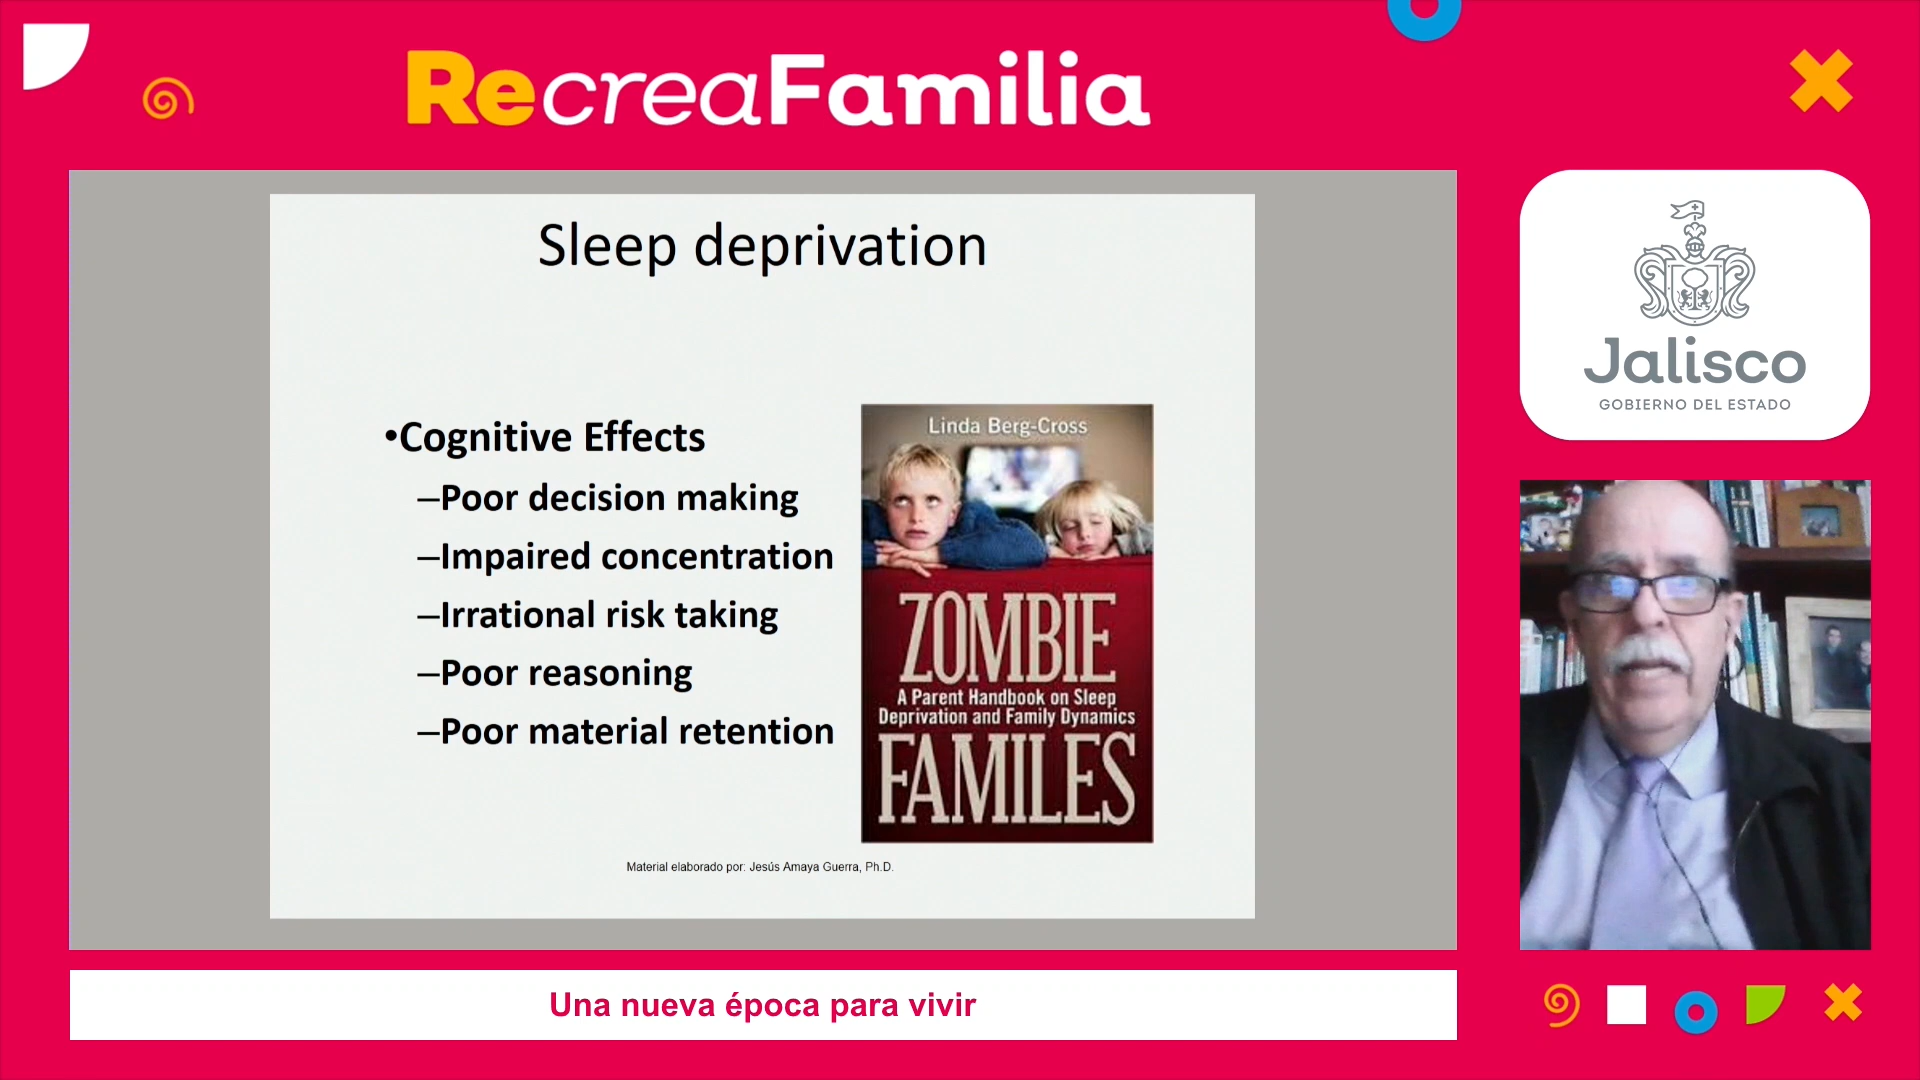 RecreaFamilia
Sleep deprivation
•Cognitive Effects
–Poor decision making
–Impaired concentration
–Irrational risk taking
–Poor reasoning
–Poor material retention
Linda Berg-Cross
ZOMBIE
A Parent Handbook on Sleep
Deprivation and Family Dynamics
FAMILES
Material elaborado por: Jesús Amaya Guerra, Ph.D.
Jalisco
GOBIERNO DEL ESTADO
Una nueva época para vivir